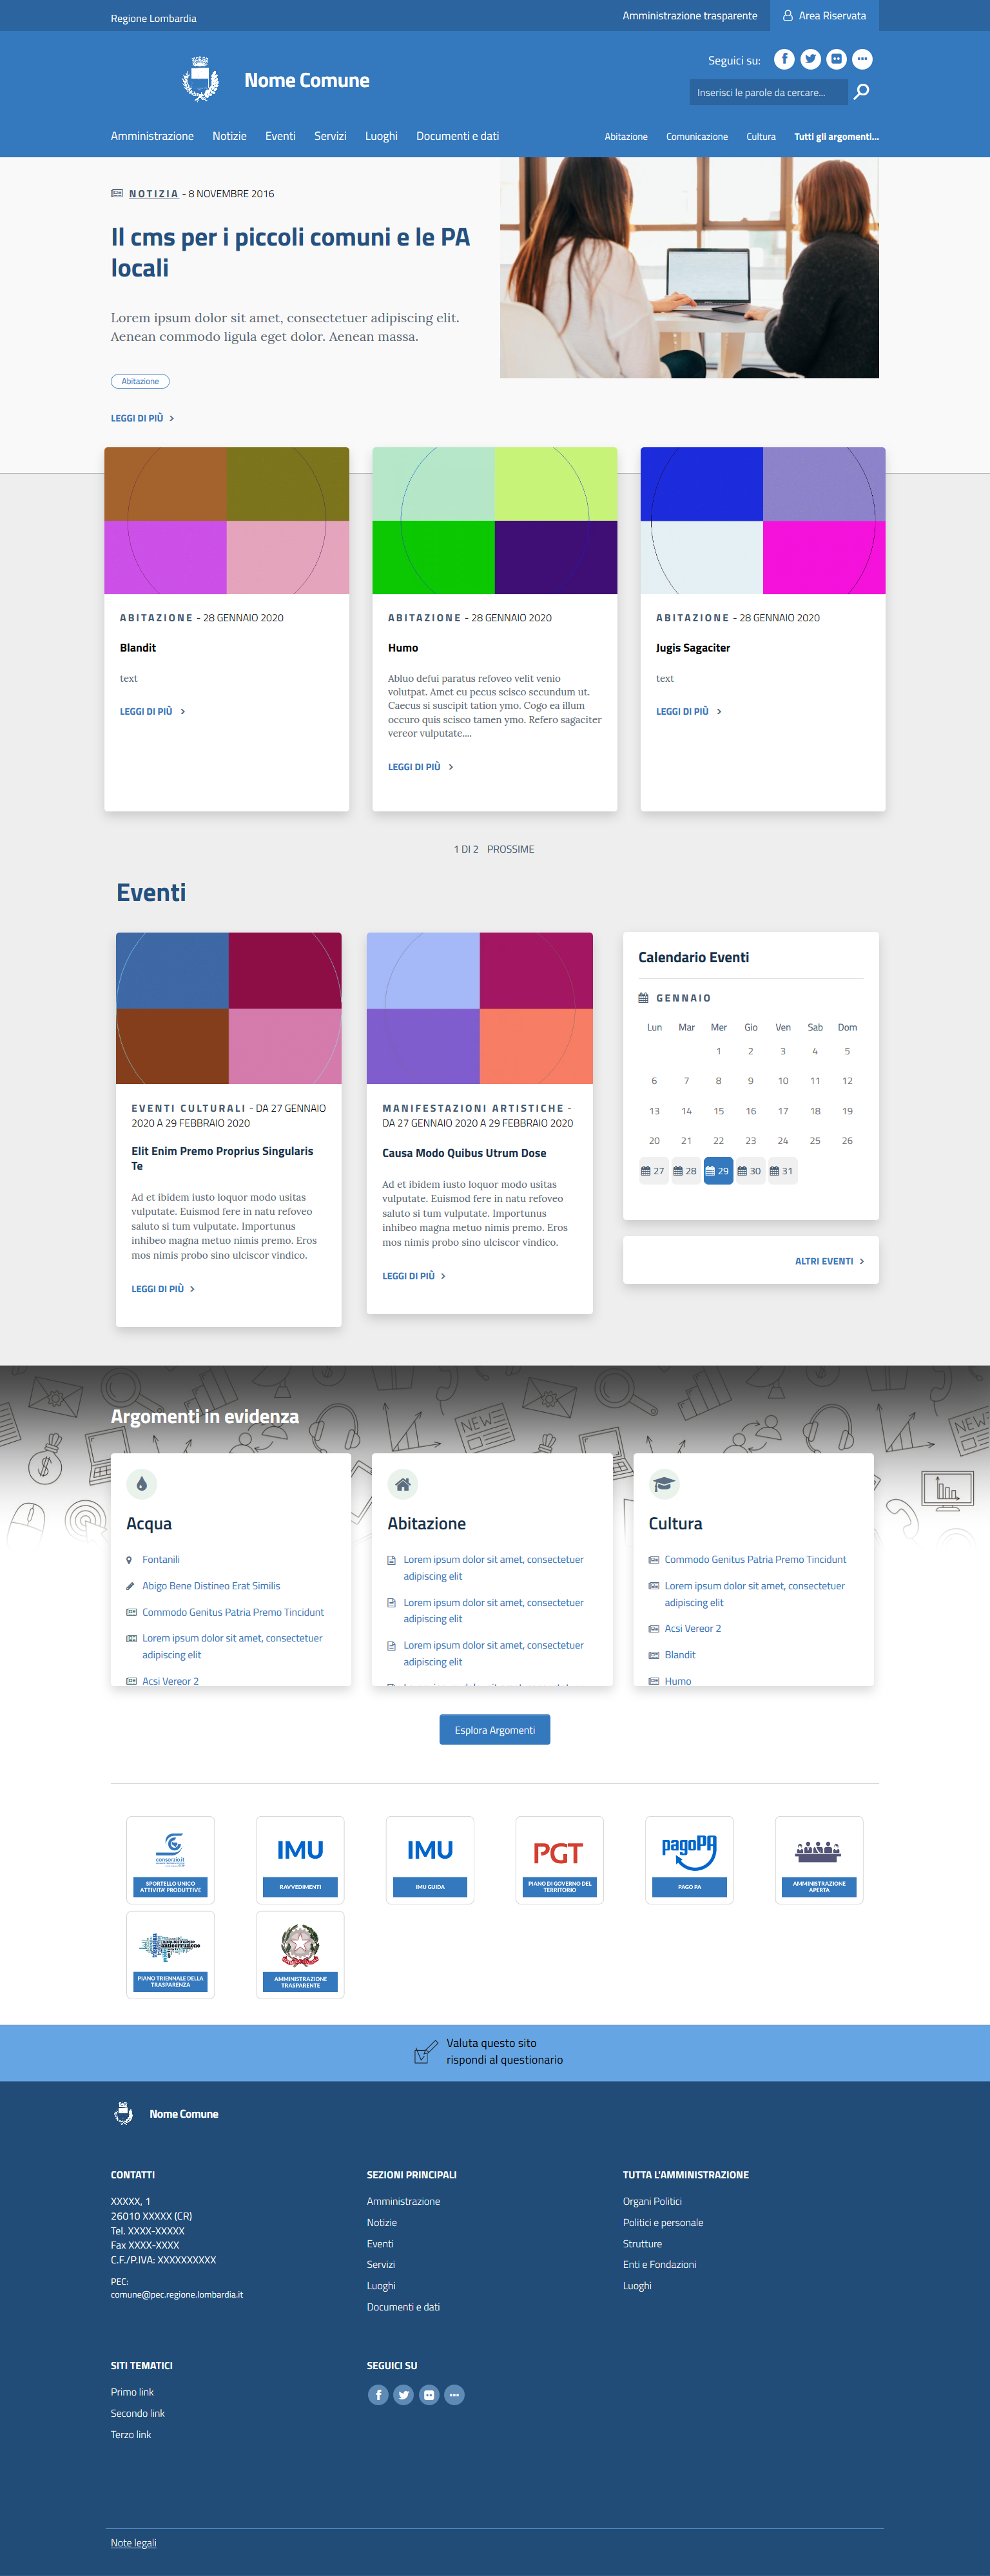 Regione Lombardia
Amministrazione trasparente
Area Riservata
Nome Comune
Seguici su:
Inserisci le parole da cercare...
Amministrazione Notizie Eventi Servizi Luoghi Documenti e dati
Abitazione Comunicazione Cultura Tutti gli argomenti...
NOTIZIA - 8 NOVEMBRE 2016
Il cms per i piccoli comuni e le PA
locali
Lorem ipsum dolor sit amet, consectetuer adipiscing elit.
Aenean commodo ligula eget dolor. Aenean massa.
Abitazione
LEGGI DI PIÙ
ABITAZIONE - 28 GENNAIO 2020
Blandit
text
LEGGI DI PIÙ
ABITAZIONE - 28 GENNAIO 2020
Humo
Abluo defui paratus refoveo velit venio
volutpat. Amet eu pecus scisco secundum ut.
Caecus si suscipit tation ymo. Cogo ea illum
occuro quis scisco tamen ymo. Refero sagaciter
vereor vulputate....
LEGGI DI PIÙ
ABITAZIONE - 28 GENNAIO 2020
Jugis Sagaciter
text
LEGGI DI PIÙ
1 DI 2 PROSSIME
Eventi
EVENTI CULTURALI - DA 27 GENNAIO
2020 A 29 FEBBRAIO 2020
Elit Enim Premo Proprius Singularis
Te
Ad et ibidem iusto loquor modo usitas
vulputate. Euismod fere in natu refoveo
saluto si tum vulputate. Importunus
inhibeo magna metuo nimis premo. Eros
mos nimis probo sino ulciscor vindico.
LEGGI DI PIÙ
MANIFESTAZIONI ARTISTICHE -
DA 27 GENNAIO 2020 A 29 FEBBRAIO 2020
Causa Modo Quibus Utrum Dose
Ad et ibidem iusto loquor modo usitas
vulputate. Euismod fere in natu refoveo
saluto si tum vulputate. Importunus
inhibeo magna metuo nimis premo. Eros
mos nimis probo sino ulciscor vindico.
LEGGI DI PIÙ
Calendario Eventi
GENNAIO
Lun Mar Mer Gio Ven Sab Dom
1 2 3 4 5
6 7 8 9 10 11 12
13 14 15 16 17 18 19
20 21 22 23 24 25 26
27 28 29 30 31
ALTRI EVENTI
Argomenti in evidenza
NEW
NEW
Acqua
Fontanili
Abigo Bene Distineo Erat Similis
Commodo Genitus Patria Premo Tincidunt
Lorem ipsum dolor sit amet, consectetuer
adipiscing elit
Acsi Vereor 2
Abitazione
Lorem ipsum dolor sit amet, consectetuer
adipiscing elit
Lorem ipsum dolor sit amet, consectetuer
adipiscing elit
Lorem ipsum dolor sit amet, consectetuer
adipiscing elit
Cultura
Commodo Genitus Patria Premo Tincidunt
Lorem ipsum dolor sit amet, consectetuer
adipiscing elit
Acsi Vereor 2
Blandit
Humo
Esplora Argomenti
consorzio.it
SPORTELLO UNICO
ATTIVITA' PRODUTTIVE
IMU
RAVVEDIMENTI
IMU
IMU GUIDA
PGT
PIANO DI GOVERNO DEL
TERRITORIO
pagoPA
PAGO PA
AMMINISTRAZIONE
APERTA
anticorruzione
PIANO TRIENNALE DELLA
TRASPARENZA
AMMINISTRAZIONE
TRASPARENTE
Valuta questo sito
rispondi al questionario
Nome Comune
CONTATTI
XXXXX, 1
26010 XXXXX (CR)
Tel. XXXX-XXXXX
Fax XXXX-XXXX
C.F./P.IVA: XXXXXXXXXX
PEC:
comune@pec.regione.lombardia.it
SEZIONI PRINCIPALI
Amministrazione
Notizie
Eventi
Servizi
Luoghi
Documenti e dati
TUTTA L'AMMINISTRAZIONE
Organi Politici
Politici e personale
Strutture
Enti e Fondazioni
Luoghi
SITI TEMATICI
Primo link
Secondo link
Terzo link
SEGUICI SU
Note legali